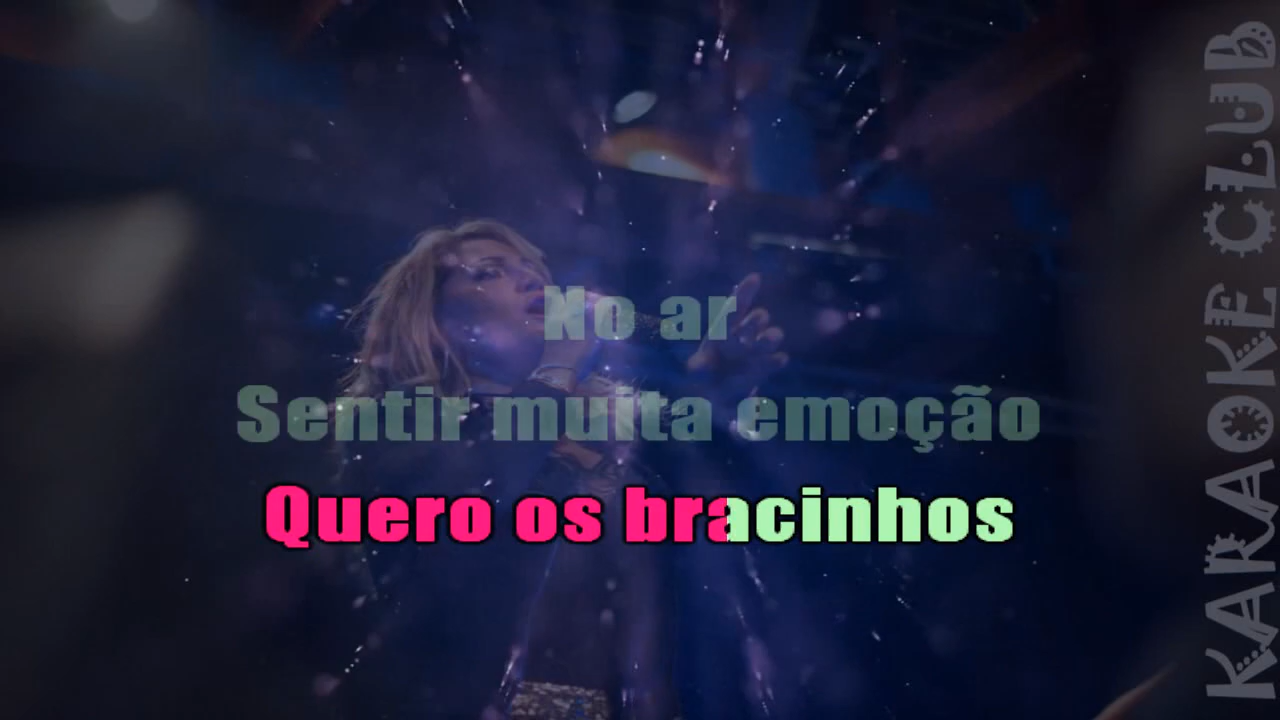 No ar
Sentir muita emoção
Quero os bracinhos
KARAOKE CLUB